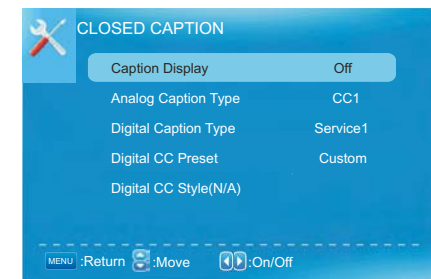 CLOSED CAPTION
Caption Display Off
Analog Caption Type CC1
Digital Caption Type Service1
Digital CC Preset Custom
Digital CC Style(N/A)
MENU :Return :Move :On/Off